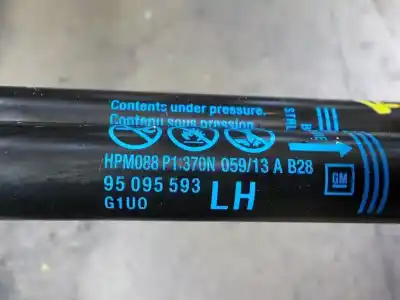 Contents under pressure.
Contenu sous pression.
HPM088 P1:370N 059/13 A B28
95 095 593 LH
G1UO
GM